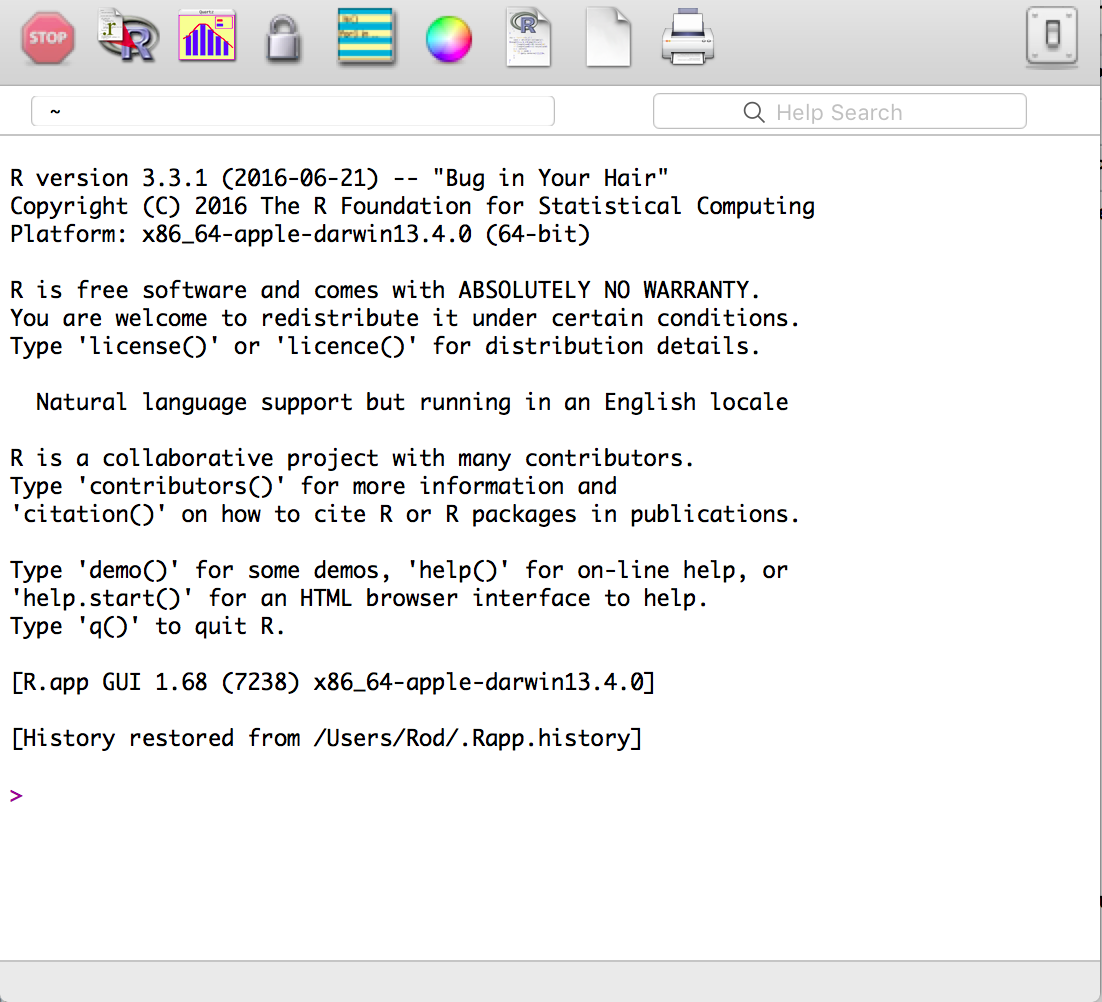 STOP
~
Help Search
R version 3.3.1 (2016-06-21) -- "Bug in Your Hair"
Copyright (C) 2016 The R Foundation for Statistical Computing
Platform: x86_64-apple-darwin13.4.0 (64-bit)
R is free software and comes with ABSOLUTELY NO WARRANTY.
You are welcome to redistribute it under certain conditions.
Type 'license()' or 'licence()' for distribution details.
Natural language support but running in an English locale
R is a collaborative project with many contributors.
Type 'contributors()' for more information and
'citation()' on how to cite R or R packages in publications.
Type 'demo()' for some demos, 'help()' for on-line help, or
'help.start()' for an HTML browser interface to help.
Type 'q()' to quit R.
[R.app GUI 1.68 (7238) x86_64-apple-darwin13.4.0]
[History restored from /Users/Rod/.Rapp.history]
>